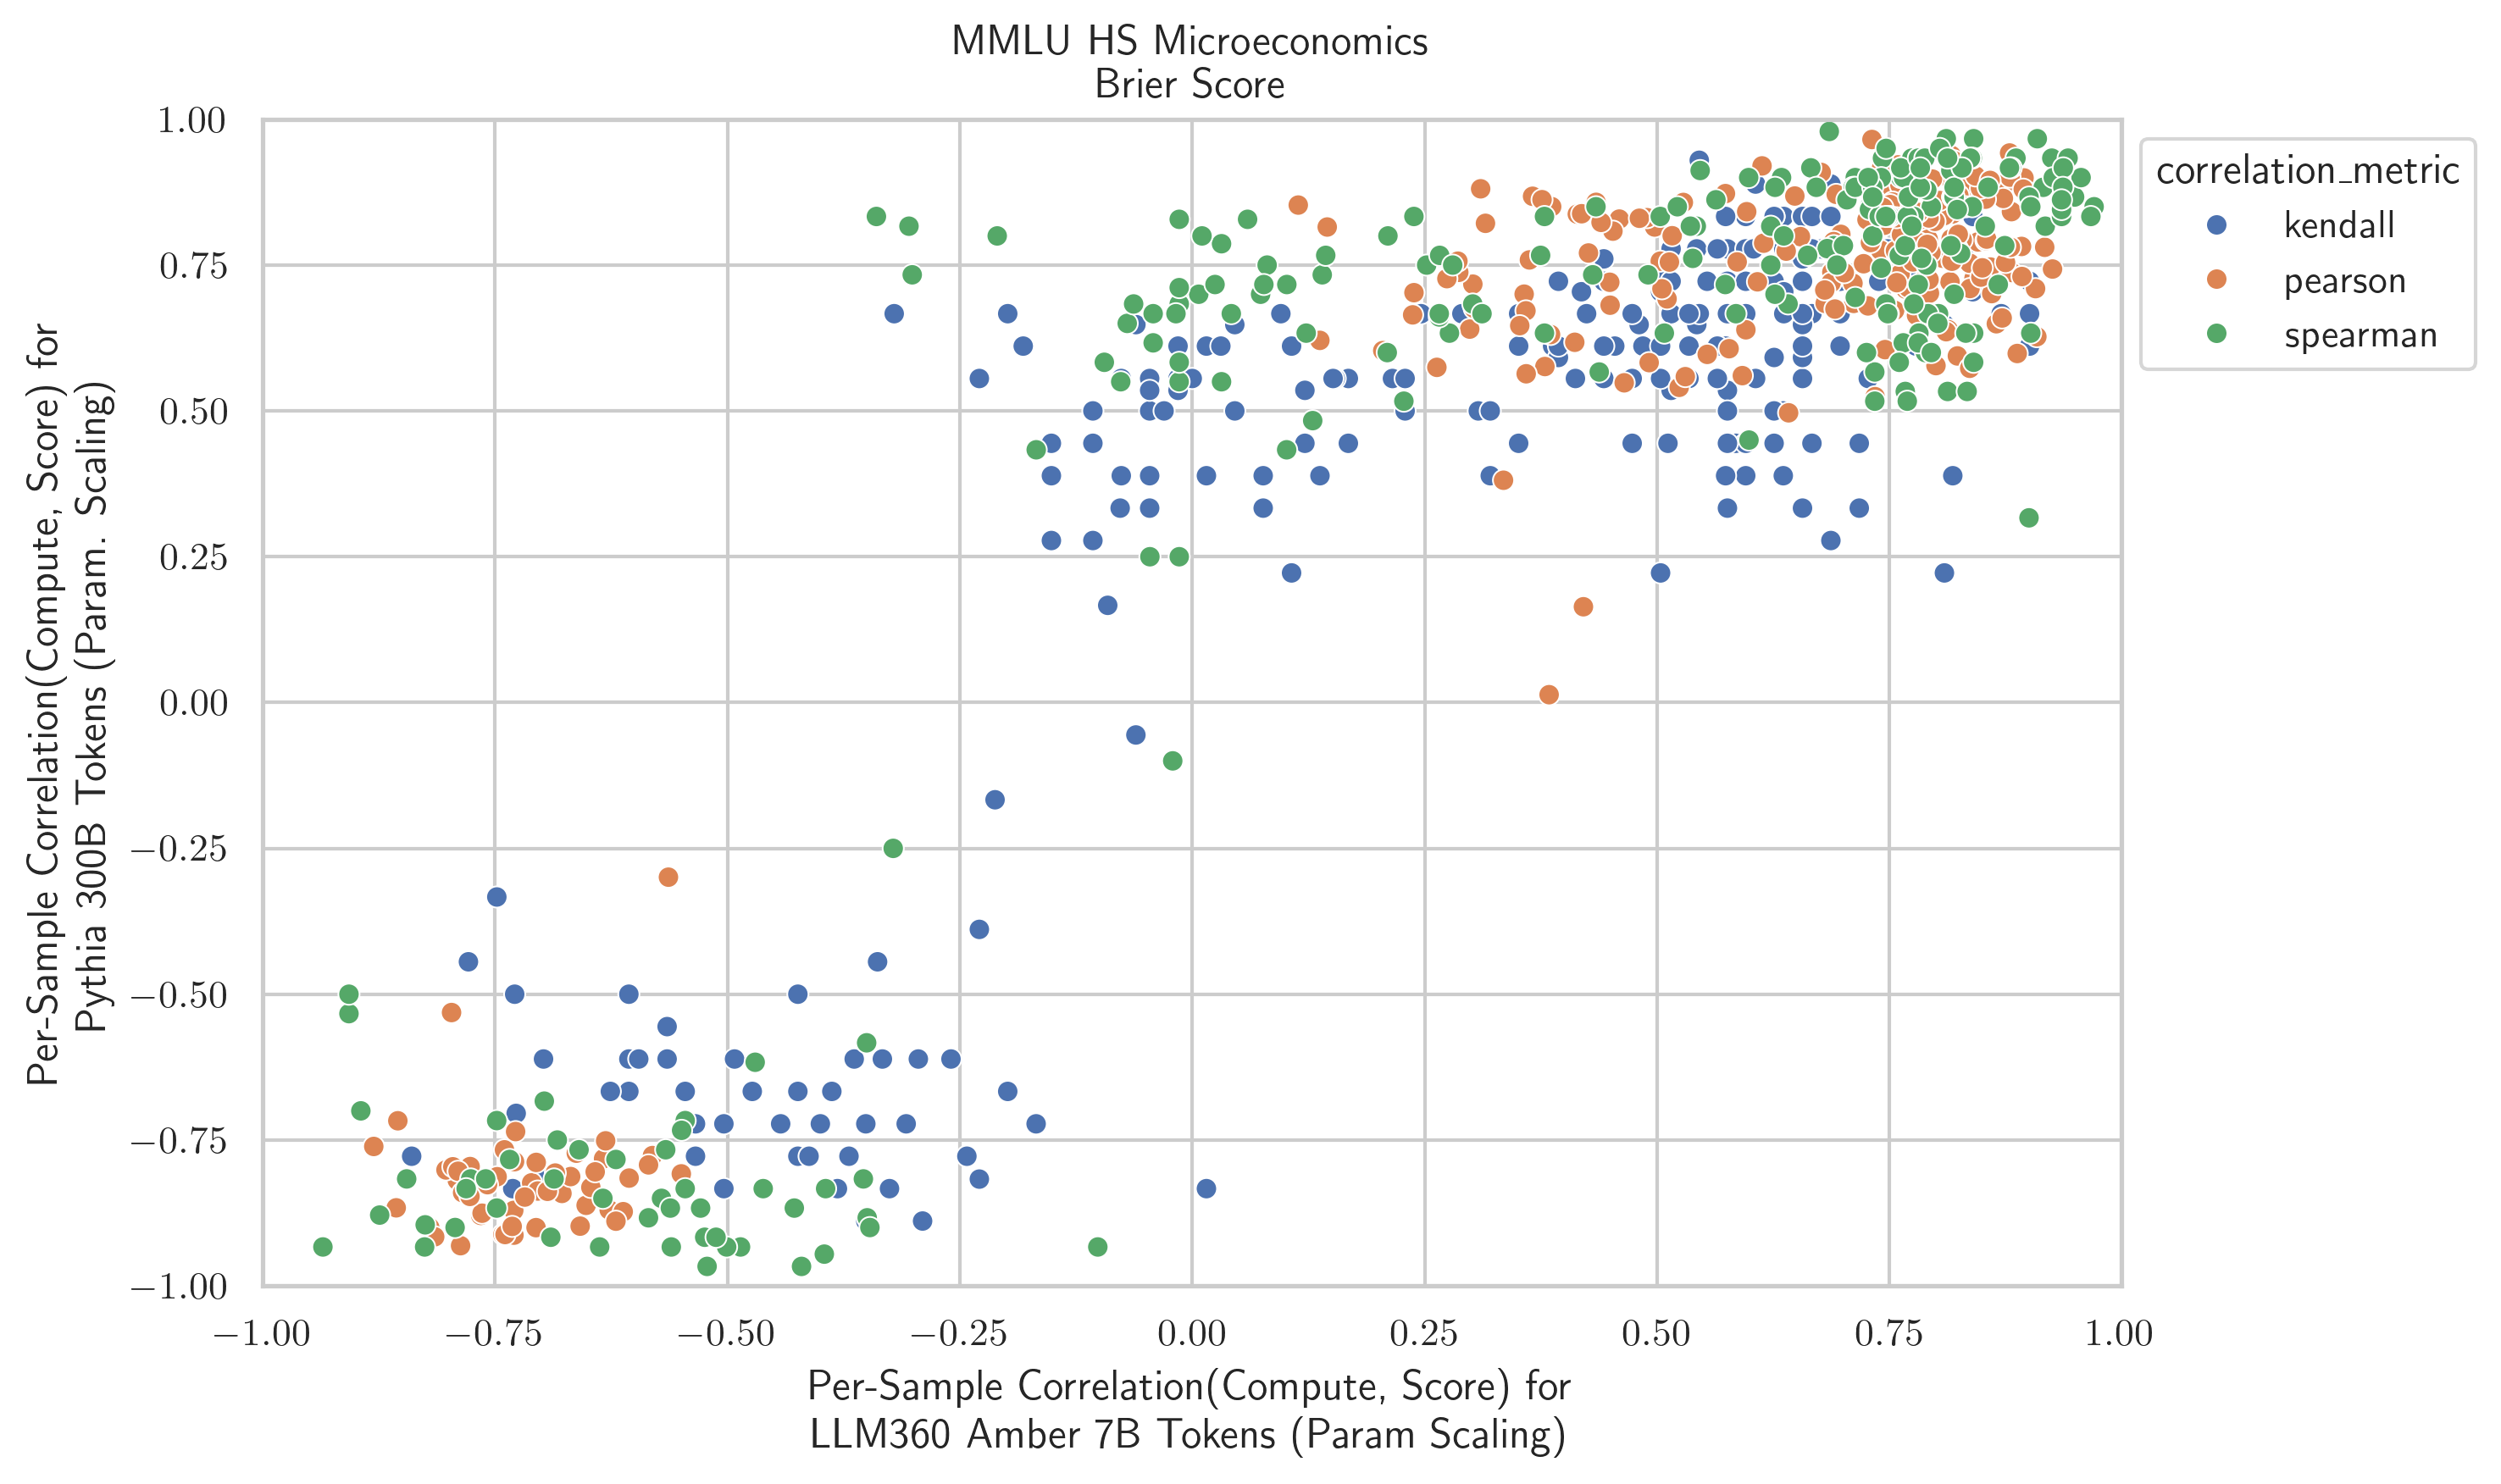 MMLU HS Microeconomics
Brier Score
Per-Sample Correlation(Compute, Score) for
Pythia 300B Tokens (Param. Scaling)
1.00
0.75
0.50
0.25
0.00
−0.25
−0.50
−0.75
−1.00
correlation_metric
kendall
pearson
spearman
−1.00 −0.75 −0.50 −0.25 0.00 0.25 0.50 0.75 1.00
Per-Sample Correlation(Compute, Score) for
LLM360 Amber 7B Tokens (Param Scaling)